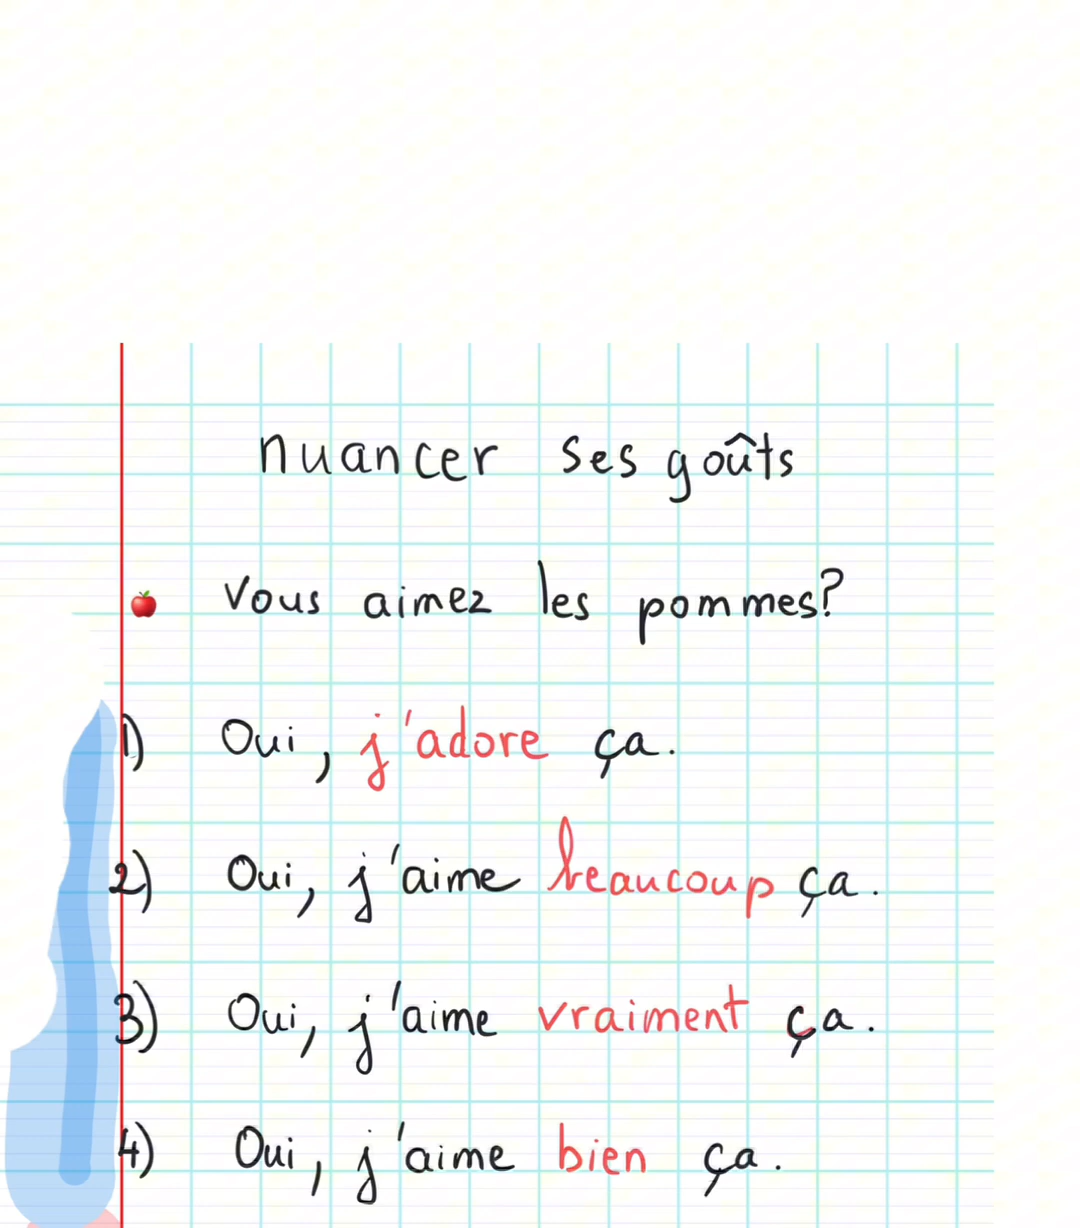 nuancer ses goûts
Vous aimez les pommes?
1) Oui, j'adore ça.
2) Oui, j'aime beaucoup ça.
3) Oui, j'aime vraiment ça.
4) Oui, j'aime bien ça.